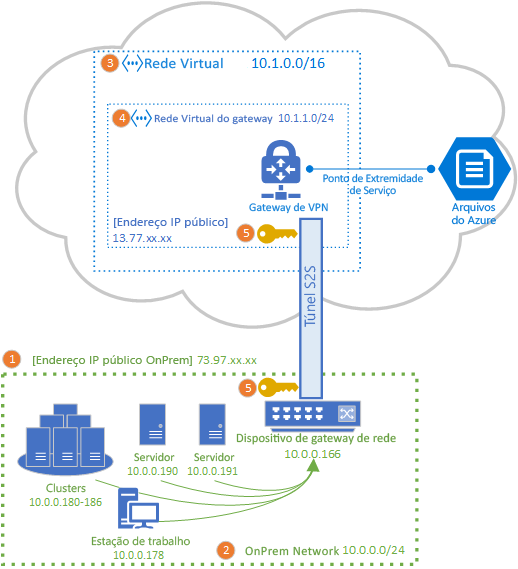 3 Rede Virtual 10.1.0.0/16
4 Rede Virtual do gateway 10.1.1.0/24
Ponto de Extremidade
de Serviço
Gateway de VPN
Arquivos
do Azure
[Endereço IP público]
13.77.xx.xx
5
Túnel S2S
1 [Endereço IP público OnPrem] 73.97.xx.xx
5
Dispositivo de gateway de rede
10.0.0.166
Servidor
10.0.0.190
Servidor
10.0.0.191
Clusters
10.0.0.180-186
Estação de trabalho
10.0.0.178
2 OnPrem Network 10.0.0.0/24